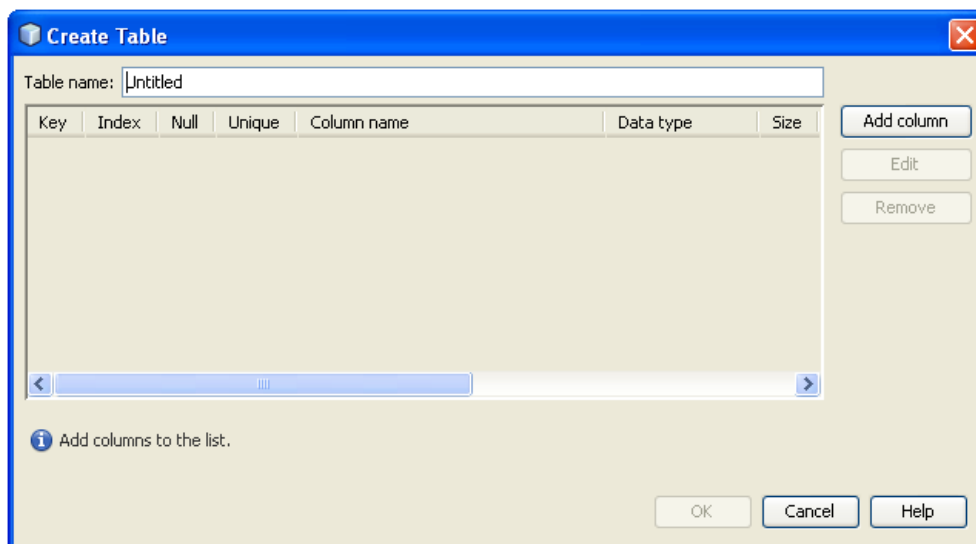 Create Table
Table name: Untitled
Key Index Null Unique Column name Data type Size
Add column
Edit
Remove
Add columns to the list.
OK Cancel Help